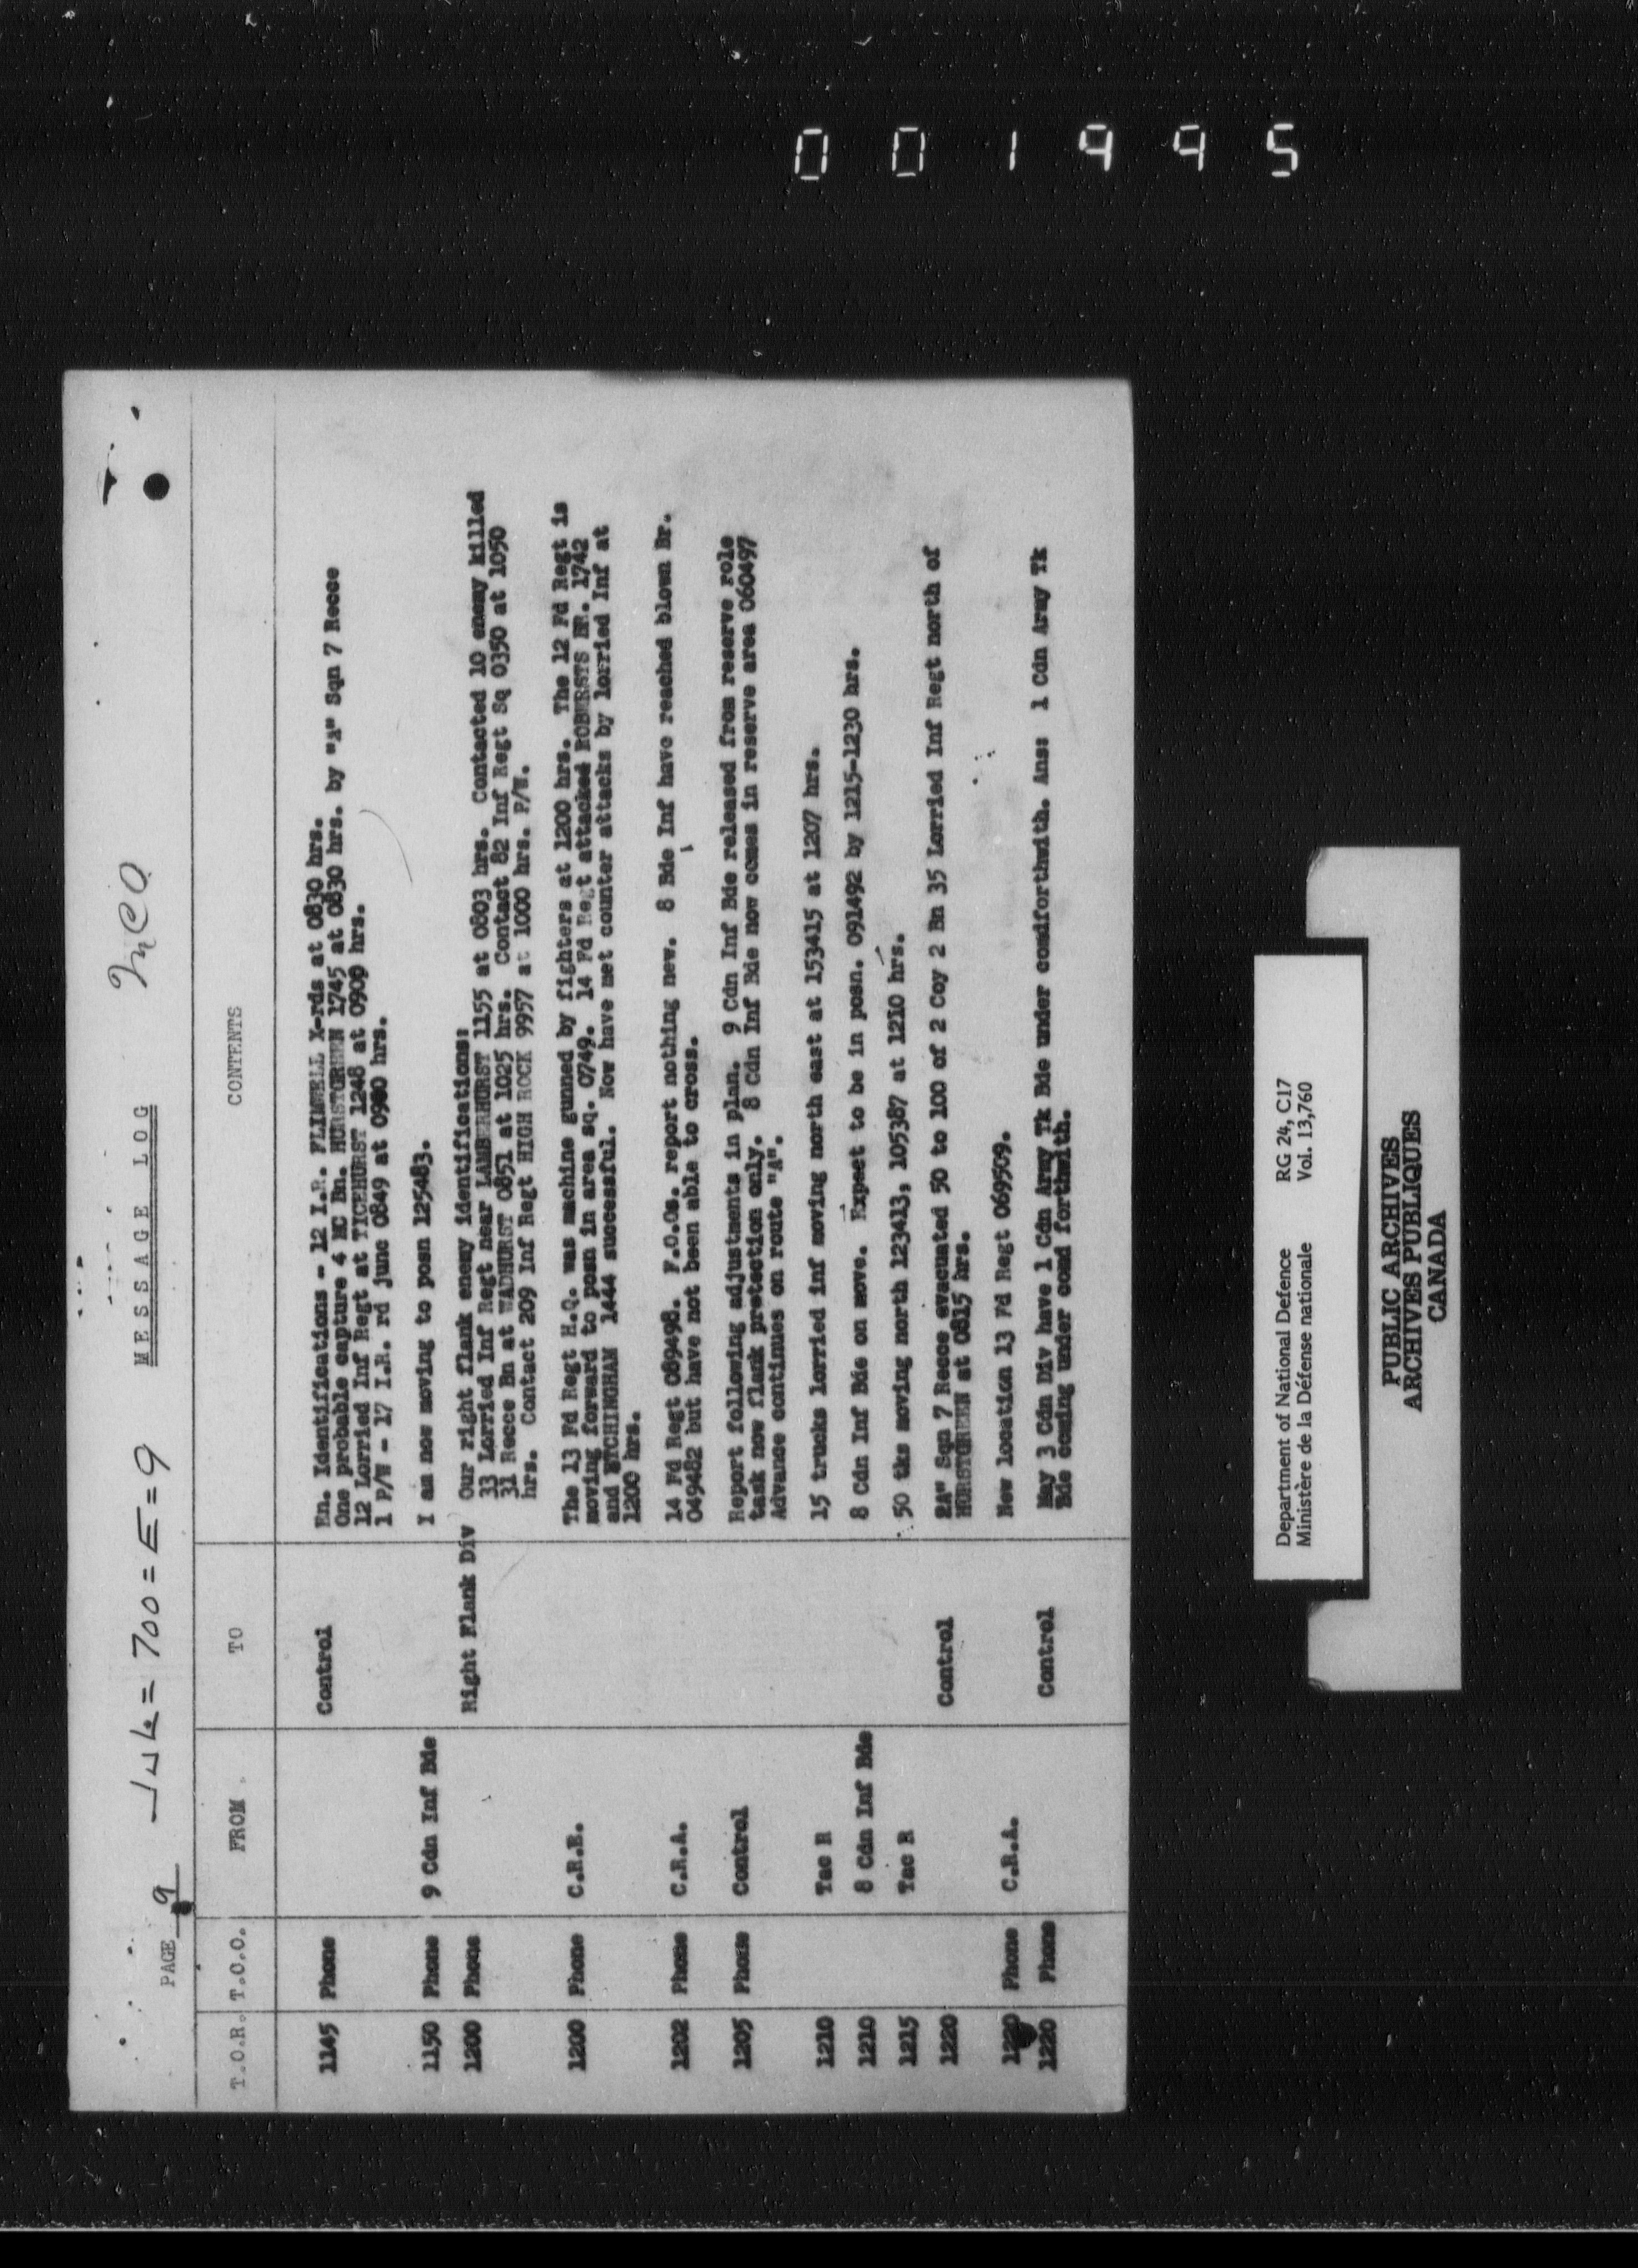 001995
PAGE 9
MESSAGE LOG
T.O.R. T.O.O. FROM TO CONTENTS
1145 Phone Control En. Identifications - 12 I.R. FLIMWELL X-rds at 0830 hrs.
One probable capture 4 MC Bn. HURSTGREEN 1745 at 0830 hrs. by "A" Sqn 7 Recce
12 Lorried Inf Regt at TICEHURST 1248 at 0909 hrs.
1 P/W - 17 I.R. rd junc 0849 at hrs.
1150 Phone 9 Cdn Inf Bde I am now moving to posn 125483.
1200 Phone Right Flank Div Our right flank enemy identifications:
33 Lorried Inf Regt near LAMBERHURST 1155 at 0803 hrs. Contacted 10 enemy killed
31 Recce Bn at WADHURST 0851 at 1025 hrs. Contact 82 Inf Regt Sq 0350 at 1050
hrs. Contact 209 Inf Regt HIGH ROCK 9957 at 1000 hrs. P/W.
1200 Phone C.R.E. The 13 Fd Regt H.Q. was machine gunned by fighters at 1200 hrs. The 12 Fd Regt is
moving forward to posn in area sq. 0749. 14 Fd Regt attacked ROBERSTS BR. 1742
and ETCHINGHAM 1444 successful. Now have met counter attacks by lorried Inf at
1200 hrs.
1202 Phone C.R.A. 14 Fd Regt 089498. F.O.Os. report nothing new. 8 Bde Inf have reached blown Br.
049482 but have not been able to cross.
1205 Phone Control Report following adjustments in plan. 9 Cdn Inf Bde released from reserve role
task now flank protection only. 8 Cdn Inf Bde now comes in reserve area 060497
Advance continues on route "A".
1210 Tac R 15 trucks lorried inf moving north east at 153415 at 1207 hrs.
1210 8 Cdn Inf Bde 8 Cdn Inf Bde on move. Expect to be in posn. 091492 by 1215-1230 hrs.
1215 Tac R 50 tks moving north 123413, 105387 at 1210 hrs.
1220 Control "A" Sqn 7 Recce evacuated 50 to 100 of 2 Coy 2 Bn 35 Lorried Inf Regt north of
HURSTGREEN at 0815 hrs.
1220 Phone C.R.A. New location 13 Fd Regt 069509.
1220 Phone Control May 3 Cdn Div have 1 Cdn Army Tk Bde under comdforthwith. Ans: 1 Cdn Army Tk
Bde coming under comd forthwith.
Department of National Defence RG 24, C17
Ministère de la Défense nationale Vol. 13,760
PUBLIC ARCHIVES
ARCHIVES PUBLIQUES
CANADA